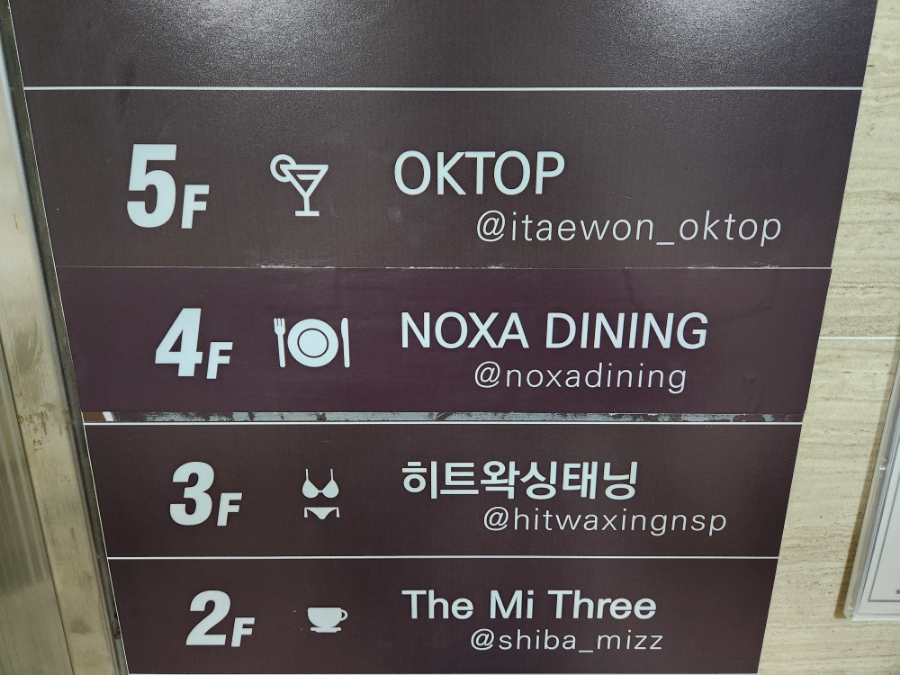 5F OKTOP
@itaewon_oktop
4F NOXA DINING
@noxadining
3F 히트왁싱태닝
@hitwaxingnsp
2F The Mi Three
@shiba_mizz